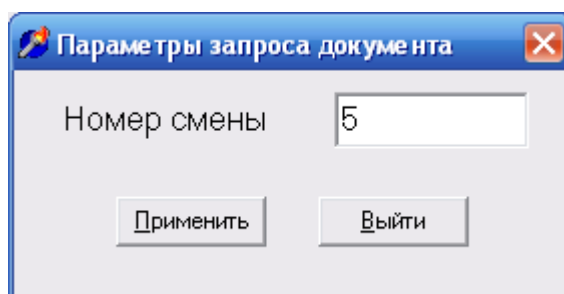 Параметры запроса документа
Номер смены 5
Применить Выйти